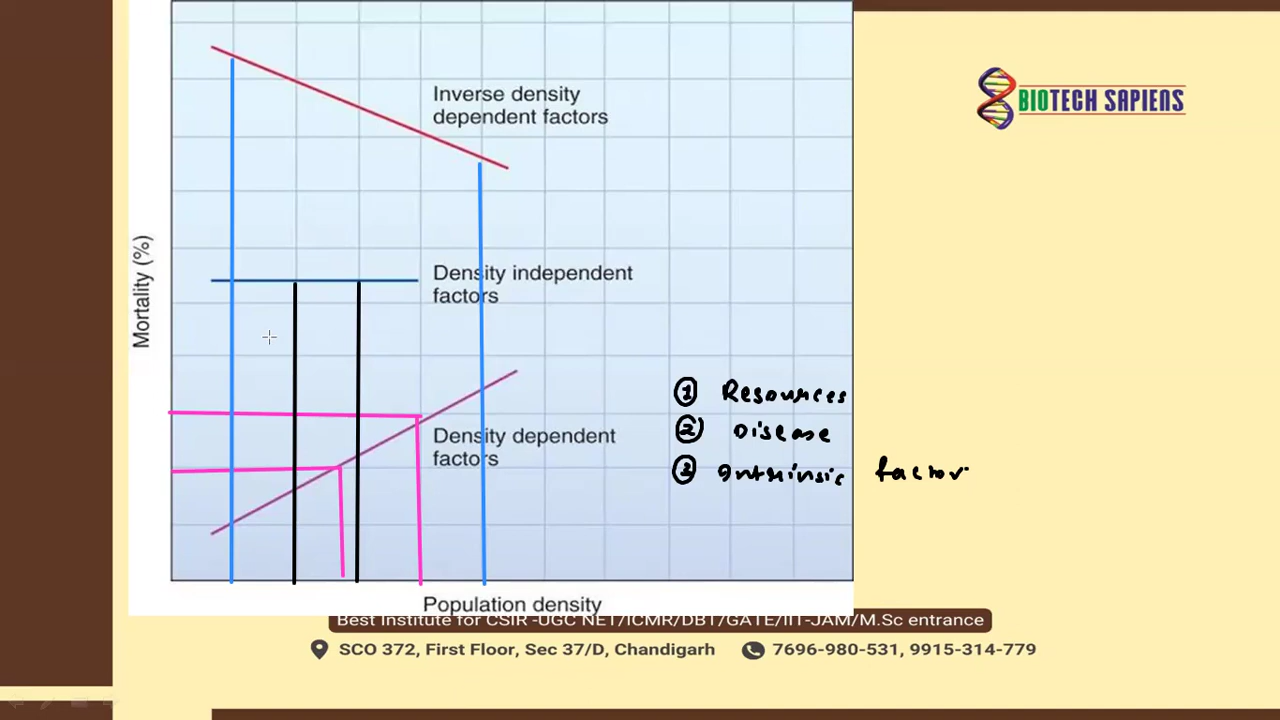 BIOTECH SAPIENS
Inverse density
dependent factors
Mortality (%)
Density independent
factors
Density dependent
factors
① Resources
② Disease
③ Intrinsic factor
Population density
Best Institute for CSIR -UGC NET/ICMR/DBT/GATE/IIT-JAM/M.Sc entrance
SCO 372, First Floor, Sec 37/D, Chandigarh
7696-980-531, 9915-314-779